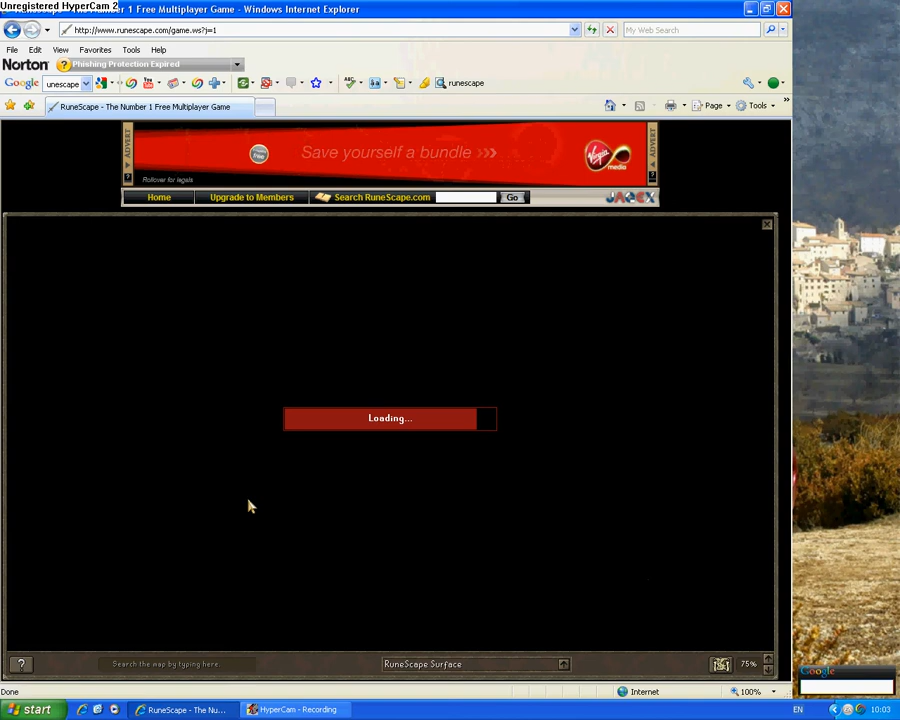 Unregistered HyperCam 2
The Number 1 Free Multiplayer Game - Windows Internet Explorer
http://www.runescape.com/game.ws?j=1
My Web Search
File Edit View Favorites Tools Help
Norton Phishing Protection Expired
Google unescape runescape
RuneScape - The Number 1 Free Multiplayer Game
Page Tools
ADVERT
Save yourself a bundle >>>
Virgin media
ADVERT
Rollover for legals
Home Upgrade to Members Search RuneScape.com Go JAGEX
Loading...
? Search the map by typing here. RuneScape Surface 75%
Google
Done Internet 100%
start RuneScape - The Nu... HyperCam - Recording EN 10:03